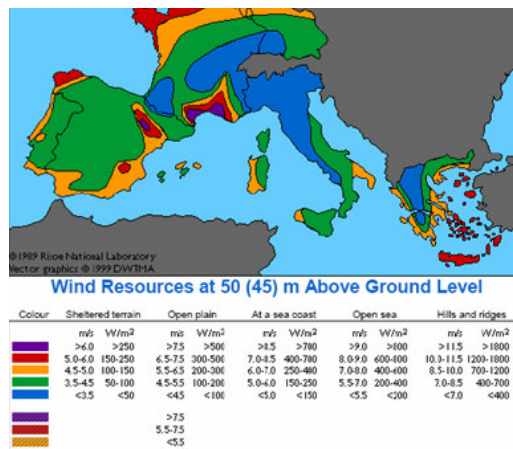 ©1989 Risoe National Laboratory
Vector graphics © 1999 DWTMA
Wind Resources at 50 (45) m Above Ground Level
Colour Sheltered terrain Open plain At a sea coast Open sea Hills and ridges
m/s W/m² m/s W/m² m/s W/m² m/s W/m² m/s W/m²
>6.0 >250 >7.5 >500 >8.5 >700 >9.0 >800 >11.5 >1800
5.0-6.0 150-250 6.5-7.5 300-500 7.0-8.5 400-700 8.0-9.0 600-800 10.0-11.5 1200-1800
4.5-5.0 100-150 5.5-6.5 200-300 6.0-7.0 250-400 7.0-8.0 400-600 8.5-10.0 700-1200
3.5-4.5 50-100 4.5-5.5 100-200 5.0-6.0 150-250 5.5-7.0 200-400 7.0-8.5 400-700
<3.5 <50 <4.5 <100 <5.0 <150 <5.5 <200 <7.0 <400
>7.5
5.5-7.5
<5.5